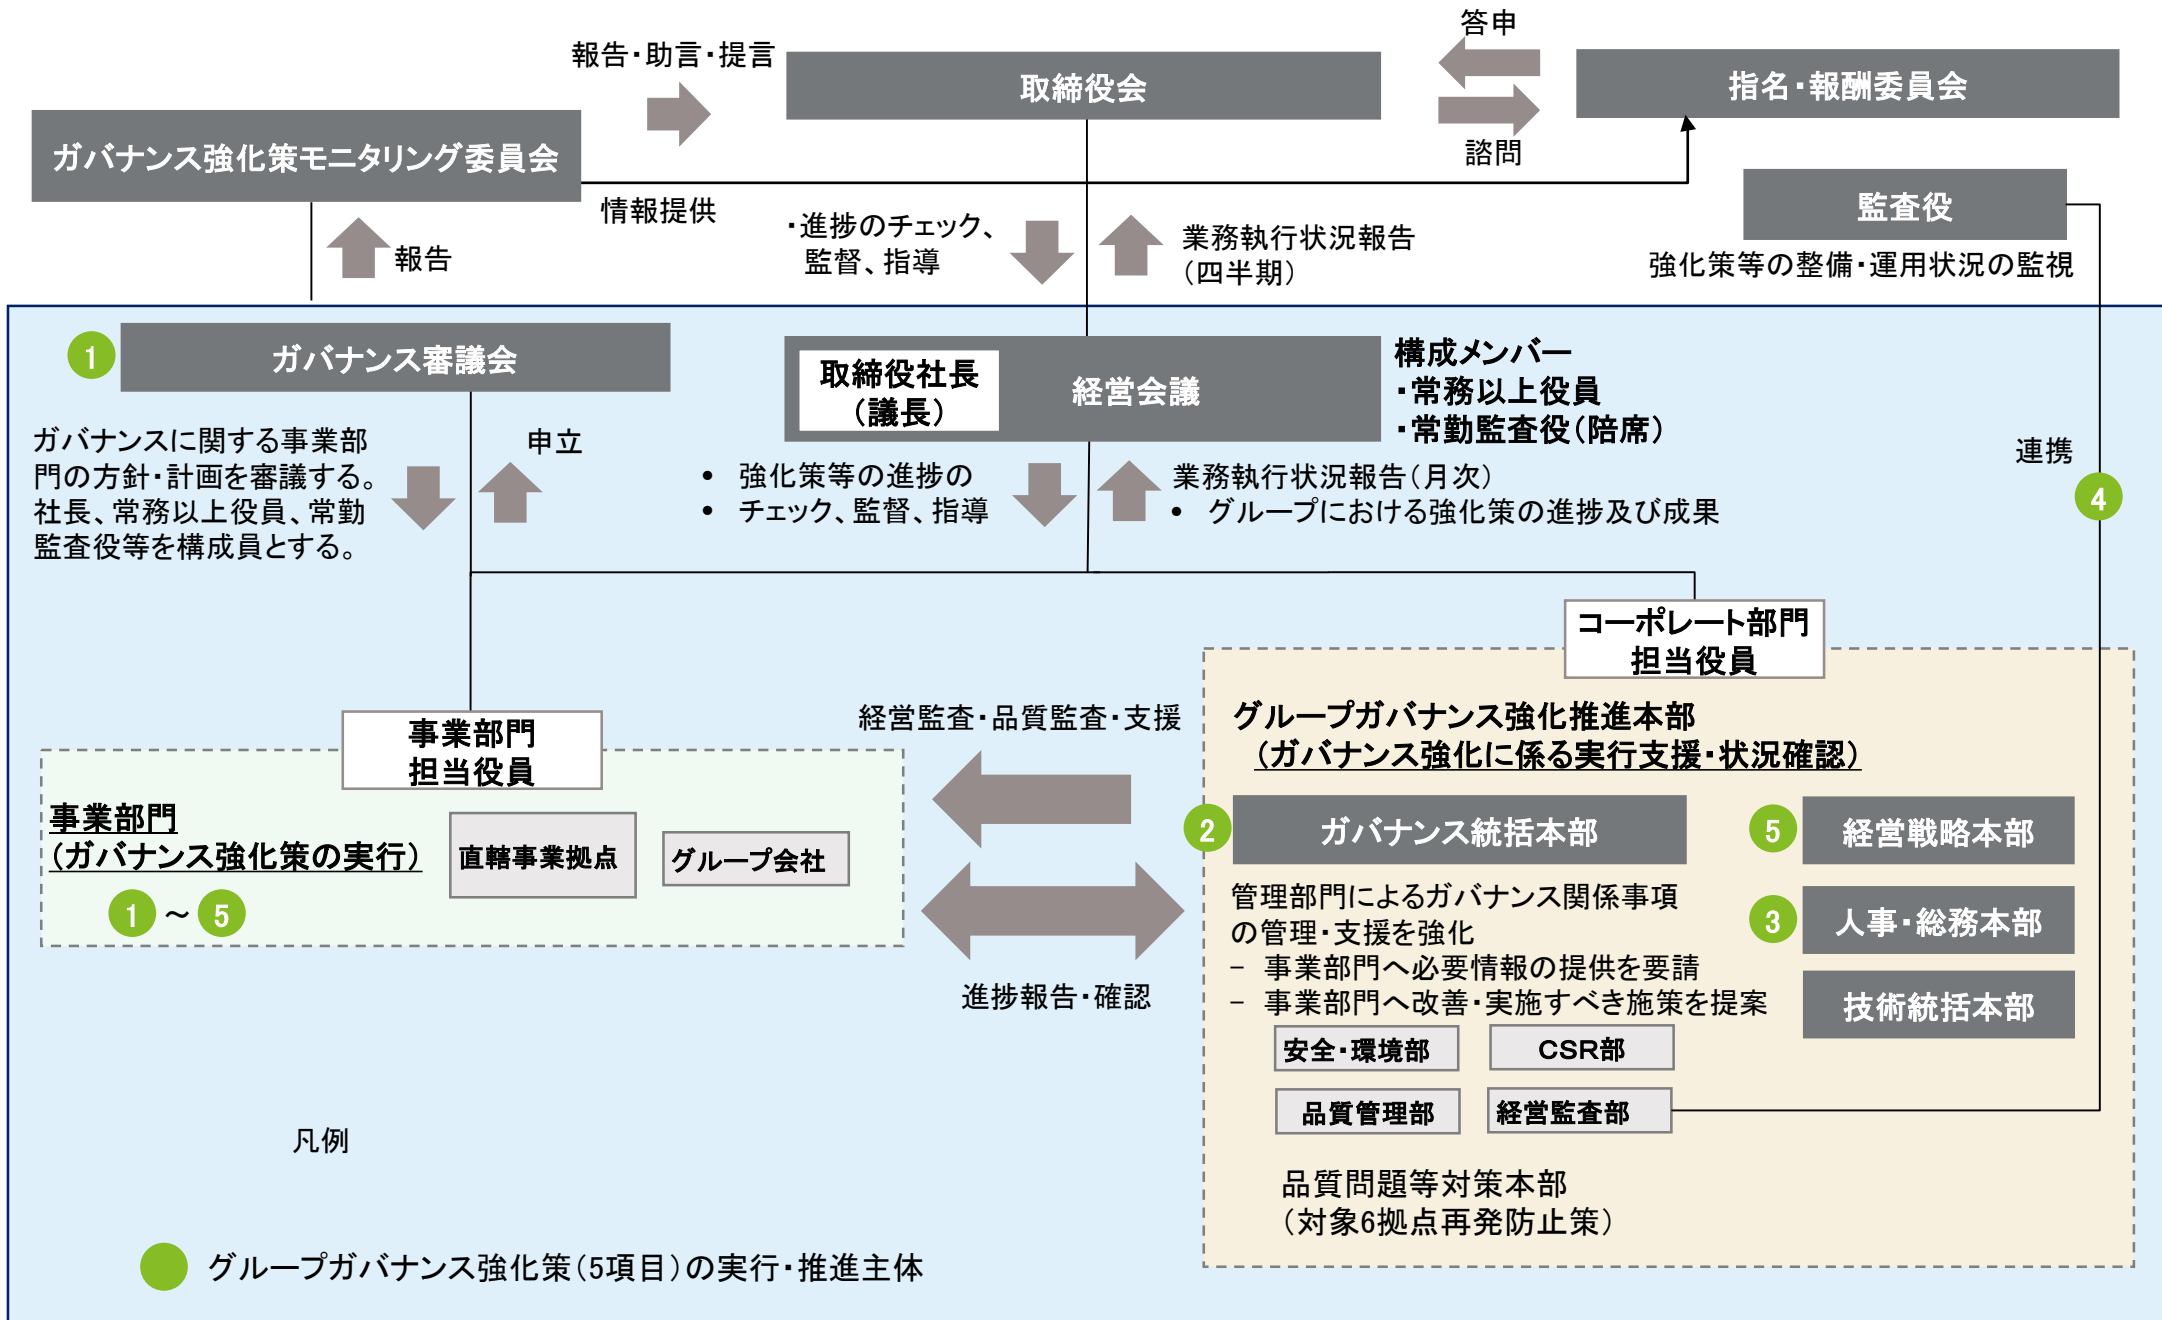 答申
報告・助言・提言
取締役会
指名・報酬委員会
ガバナンス強化策モニタリング委員会
諮問
情報提供
監査役
・進捗のチェック、
監督、指導
業務執行状況報告
（四半期）
報告
強化策等の整備・運用状況の監視
1
ガバナンス審議会
取締役社長
（議長）
経営会議
構成メンバー
・常務以上役員
・常勤監査役（陪席）
ガバナンスに関する事業部
門の方針・計画を審議する。
社長、常務以上役員、常勤
監査役等を構成員とする。
申立
• 強化策等の進捗の
• チェック、監督、指導
業務執行状況報告（月次）
• グループにおける強化策の進捗及び成果
連携
4
コーポレート部門
担当役員
事業部門
担当役員
経営監査・品質監査・支援
グループガバナンス強化推進本部
（ガバナンス強化に係る実行支援・状況確認）
事業部門
（ガバナンス強化策の実行）
直轄事業拠点
グループ会社
1 ～ 5
進捗報告・確認
2
ガバナンス統括本部
5
経営戦略本部
管理部門によるガバナンス関係事項
の管理・支援を強化
− 事業部門へ必要情報の提供を要請
− 事業部門へ改善・実施すべき施策を提案
3
人事・総務本部
技術統括本部
安全・環境部
CSR部
品質管理部
経営監査部
品質問題等対策本部
（対象6拠点再発防止策）
凡例
グループガバナンス強化策（5項目）の実行・推進主体